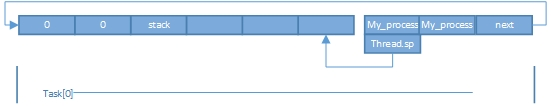 0 0 stack My_process My_process next
Thread.sp
Task[0]